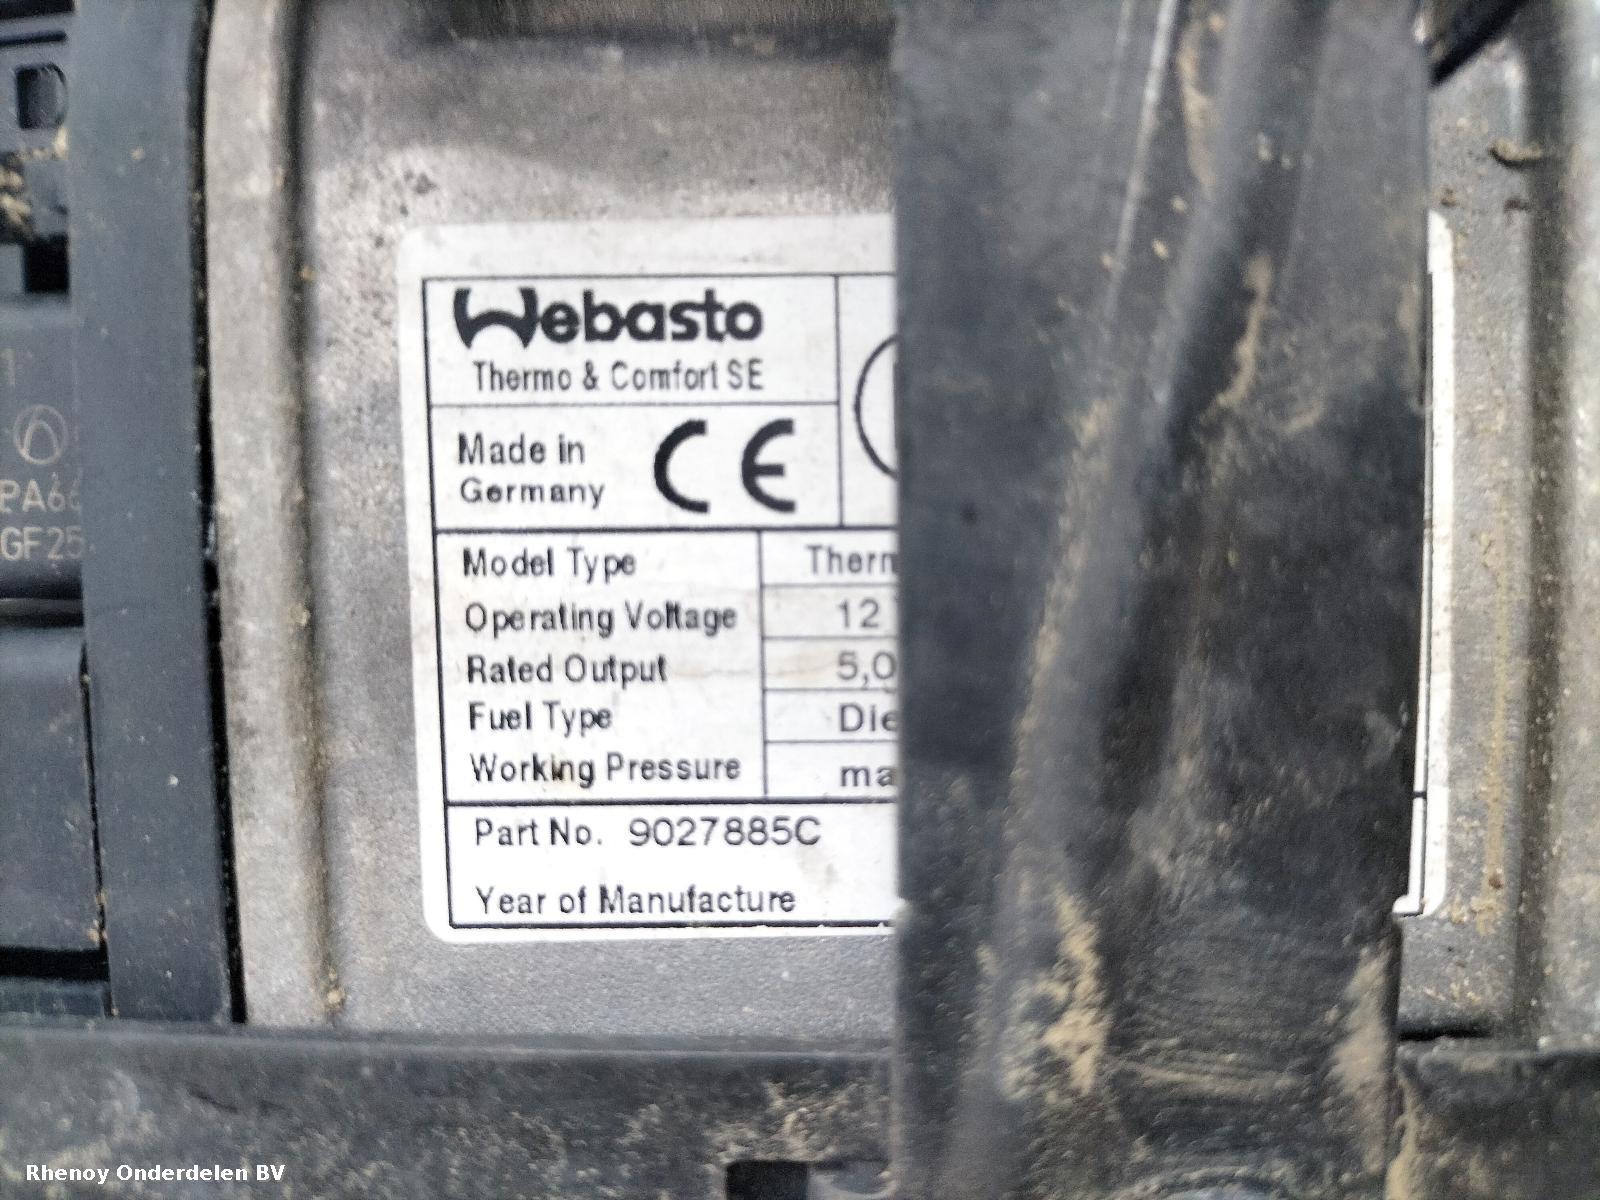 Webasto
Thermo & Comfort SE
Made in
Germany
CE
Model Type Therm
Operating Voltage 12
Rated Output 5,0
Fuel Type Die
Working Pressure ma
Part No. 9027885C
Year of Manufacture
1
PA66
GF25
Rhenoy Onderdelen BV